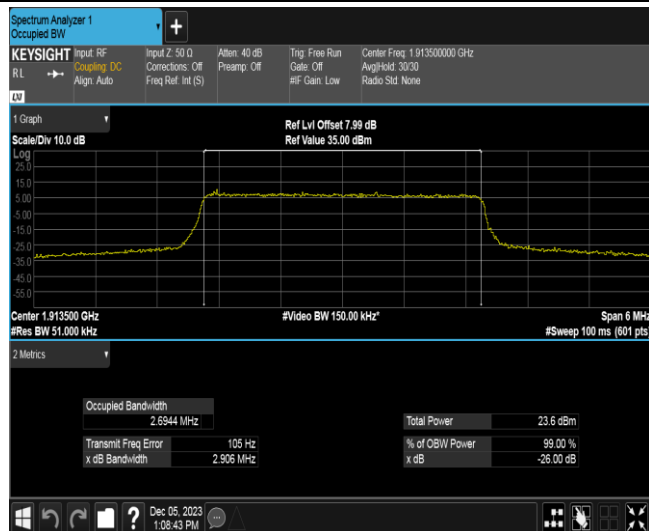 Spectrum Analyzer 1
Occupied BW
+
KEYSIGHT Input: RF Input Z: 50 Ω Atten: 40 dB Trig: Free Run Center Freq: 1.913500000 GHz
RL Coupling: DC Corrections: Off Preamp: Off Gate: Off Avg|Hold: 30/30
Align: Auto Freq Ref: Int (S) #IF Gain: Low Radio Std: None
1 Graph
Ref Lvl Offset 7.99 dB
Scale/Div 10.0 dB Ref Value 35.00 dBm
Log
25.0
15.0
5.00
-5.00
-15.0
-25.0
-35.0
-45.0
-55.0
Center 1.913500 GHz #Video BW 150.00 kHz* Span 6 MHz
#Res BW 51.000 kHz #Sweep 100 ms (601 pts)
2 Metrics
Occupied Bandwidth
2.6944 MHz Total Power 23.6 dBm
Transmit Freq Error 105 Hz % of OBW Power 99.00 %
x dB Bandwidth 2.906 MHz x dB -26.00 dB
? Dec 05, 2023
1:08:43 PM